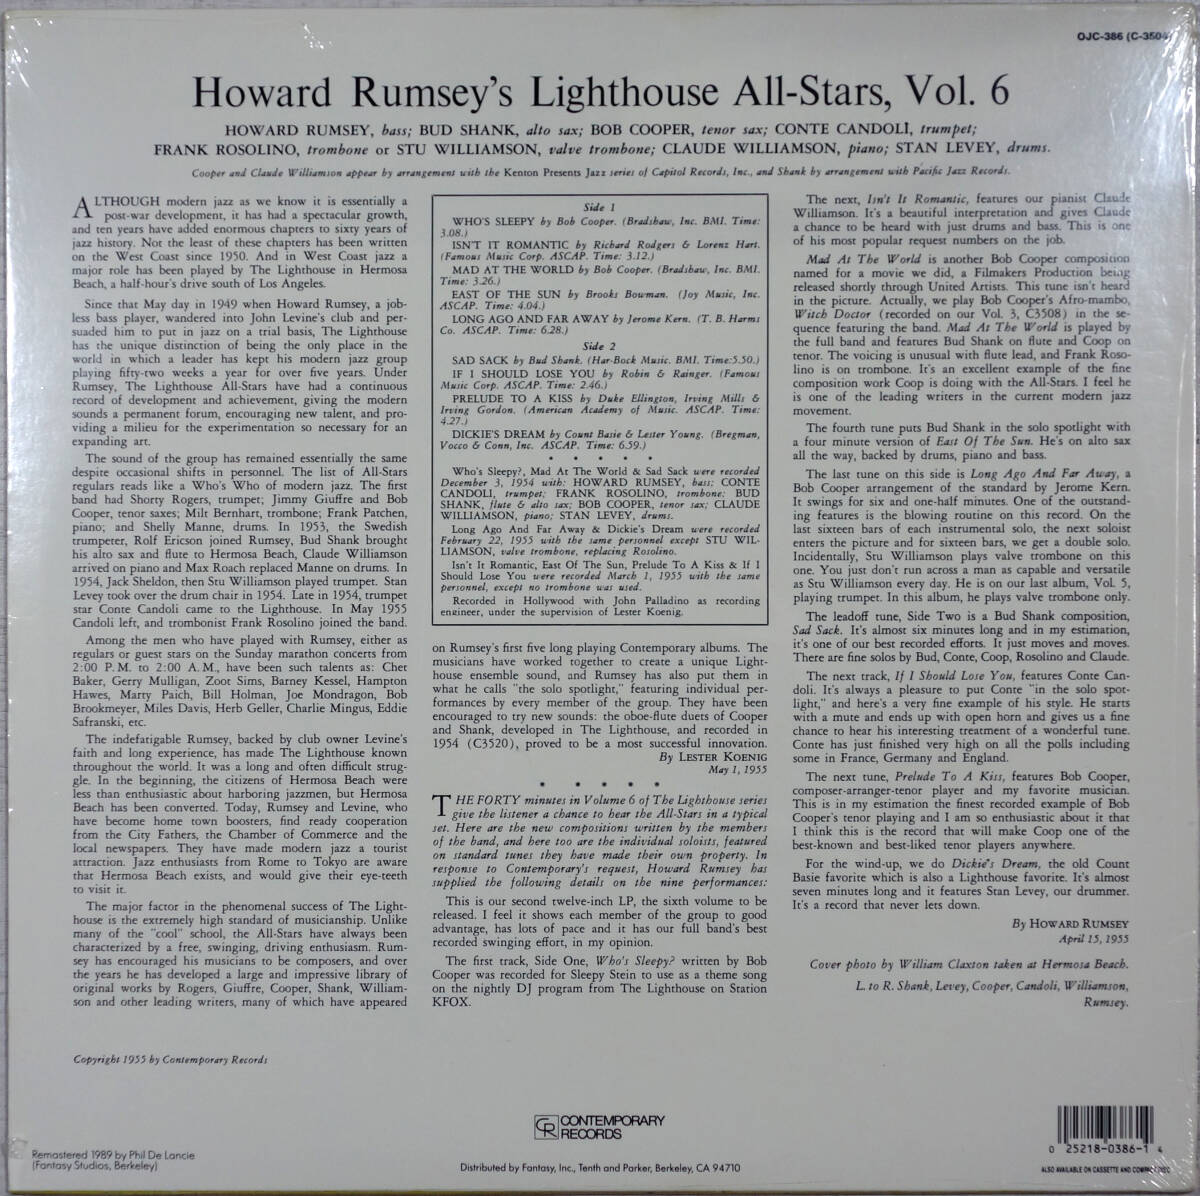 OJC-386 (C-3504)
Howard Rumsey's Lighthouse All-Stars, Vol. 6
HOWARD RUMSEY, bass; BUD SHANK, alto sax; BOB COOPER, tenor sax; CONTE CANDOLI, trumpet;
FRANK ROSOLINO, trombone or STU WILLIAMSON, valve trombone; CLAUDE WILLIAMSON, piano; STAN LEVEY, drums.
Cooper and Claude Williamson appear by arrangement with the Kenton Presents Jazz series of Capitol Records, Inc., and Shank by arrangement with Pacific Jazz Records.
ALTHOUGH modern jazz as we know it is essentially a
post-war development, it has had a spectacular growth,
and ten years have added enormous chapters to sixty years of
jazz history. Not the least of these chapters has been written
on the West Coast since 1950. And in West Coast jazz a
major role has been played by The Lighthouse in Hermosa
Beach, a half-hour's drive south of Los Angeles.
Since that May day in 1949 when Howard Rumsey, a job-
less bass player, wandered into John Levine's club and per-
suaded him to put in jazz on a trial basis, The Lighthouse
has the unique distinction of being the only place in the
world in which a leader has kept his modern jazz group
playing fifty-two weeks a year for over five years. Under
Rumsey, The Lighthouse All-Stars have had a continuous
record of development and achievement, giving the modern
sounds a permanent forum, encouraging new talent, and pro-
viding a milieu for the experimentation so necessary for an
expanding art.
The sound of the group has remained essentially the same
despite occasional shifts in personnel. The list of All-Stars
regulars reads like a Who's Who of modern jazz. The first
band had Shorty Rogers, trumpet; Jimmy Giuffre and Bob
Cooper, tenor saxes; Milt Bernhart, trombone; Frank Patchen,
piano; and Shelly Manne, drums. In 1953, the Swedish
trumpeter, Rolf Ericson joined Rumsey, Bud Shank brought
his alto sax and flute to Hermosa Beach, Claude Williamson
arrived on piano and Max Roach replaced Manne on drums. In
1954, Jack Sheldon, then Stu Williamson played trumpet. Stan
Levey took over the drum chair in 1954. Late in 1954, trumpet
star Conte Candoli came to the Lighthouse. In May 1955
Candoli left, and trombonist Frank Rosolino joined the band.
Among the men who have played with Rumsey, either as
regulars or guest stars on the Sunday marathon concerts from
2:00 P.M. to 2:00 A.M., have been such talents as: Chet
Baker, Gerry Mulligan, Zoot Sims, Barney Kessel, Hampton
Hawes, Marty Paich, Bill Holman, Joe Mondragon, Bob
Brookmeyer, Miles Davis, Herb Geller, Charlie Mingus, Eddie
Safranski, etc.
The indefatigable Rumsey, backed by club owner Levine's
faith and long experience, has made The Lighthouse known
throughout the world. It was a long and often difficult strug-
gle. In the beginning, the citizens of Hermosa Beach were
less than enthusiastic about harboring jazzmen, but Hermosa
Beach has been converted. Today, Rumsey and Levine, who
have become home town boosters, find ready cooperation
from the City Fathers, the Chamber of Commerce and the
local newspapers. They have made modern jazz a tourist
attraction. Jazz enthusiasts from Rome to Tokyo are aware
that Hermosa Beach exists, and would give their eye-teeth
to visit it.
The major factor in the phenomenal success of The Light-
house is the extremely high standard of musicianship. Unlike
many of the "cool" school, the All-Stars have always been
characterized by a free, swinging, driving enthusiasm. Rum-
sey has encouraged his musicians to be composers, and over
the years he has developed a large and impressive library of
original works by Rogers, Giuffre, Cooper, Shank, William-
son and other leading writers, many of which have appeared
Side 1
WHO'S SLEEPY by Bob Cooper. (Bradshaw, Inc. BMI. Time:
3.08.)
ISN'T IT ROMANTIC by Richard Rodgers & Lorenz Hart.
(Famous Music Corp. ASCAP. Time: 3.12.)
MAD AT THE WORLD by Bob Cooper. (Bradshaw, Inc. BMI.
Time: 3.26.)
EAST OF THE SUN by Brooks Bowman. (Joy Music, Inc.
ASCAP. Time: 4.04.)
LONG AGO AND FAR AWAY by Jerome Kern. (T. B. Harms
Co. ASCAP. Time: 6.28.)
Side 2
SAD SACK by Bud Shank. (Har-Bock Music. BMI. Time:5.50.)
IF I SHOULD LOSE YOU by Robin & Rainger. (Famous
Music Corp. ASCAP. Time: 2.46.)
PRELUDE TO A KISS by Duke Ellington, Irving Mills &
Irving Gordon. (American Academy of Music. ASCAP. Time:
4.27.)
DICKIE'S DREAM by Count Basie & Lester Young. (Bregman,
Vocco & Conn, Inc. ASCAP. Time: 6.59.)
* * * * *
Who's Sleepy?, Mad At The World & Sad Sack were recorded
December 3, 1954 with: HOWARD RUMSEY, bass; CONTE
CANDOLI, trumpet; FRANK ROSOLINO, trombone; BUD
SHANK, flute & alto sax; BOB COOPER, tenor sax; CLAUDE
WILLIAMSON, piano; STAN LEVEY, drums.
Long Ago And Far Away & Dickie's Dream were recorded
February 22, 1955 with the same personnel except STU WIL-
LIAMSON, valve trombone, replacing Rosolino.
Isn't It Romantic, East Of The Sun, Prelude To A Kiss & If I
Should Lose You were recorded March 1, 1955 with the same
personnel, except no trombone was used.
Recorded in Hollywood with John Palladino as recording
engineer, under the supervision of Lester Koenig.
on Rumsey's first five long playing Contemporary albums. The
musicians have worked together to create a unique Light-
house ensemble sound, and Rumsey has also put them in
what he calls "the solo spotlight," featuring individual per-
formances by every member of the group. They have been
encouraged to try new sounds: the oboe-flute duets of Cooper
and Shank, developed in The Lighthouse, and recorded in
1954 (C3520), proved to be a most successful innovation.
By LESTER KOENIG
May 1, 1955
* * * * *
THE FORTY minutes in Volume 6 of The Lighthouse series
give the listener a chance to hear the All-Stars in a typical
set. Here are the new compositions written by the members
of the band, and here too are the individual soloists, featured
on standard tunes they have made their own property. In
response to Contemporary's request, Howard Rumsey has
supplied the following details on the nine performances:
This is our second twelve-inch LP, the sixth volume to be
released. I feel it shows each member of the group to good
advantage, has lots of pace and it has our full band's best
recorded swinging effort, in my opinion.
The first track, Side One, Who's Sleepy? written by Bob
Cooper was recorded for Sleepy Stein to use as a theme song
on the nightly DJ program from The Lighthouse on Station
KFOX.
The next, Isn't It Romantic, features our pianist Claude
Williamson. It's a beautiful interpretation and gives Claude
a chance to be heard with just drums and bass. This is one
of his most popular request numbers on the job.
Mad At The World is another Bob Cooper composition
named for a movie we did, a Filmakers Production being
released shortly through United Artists. This tune isn't heard
in the picture. Actually, we play Bob Cooper's Afro-mambo,
Witch Doctor (recorded on our Vol. 3, C3508) in the se-
quence featuring the band. Mad At The World is played by
the full band and features Bud Shank on flute and Coop on
tenor. The voicing is unusual with flute lead, and Frank Roso-
lino is on trombone. It's an excellent example of the fine
composition work Coop is doing with the All-Stars. I feel he
is one of the leading writers in the current modern jazz
movement.
The fourth tune puts Bud Shank in the solo spotlight with
a four minute version of East Of The Sun. He's on alto sax
all the way, backed by drums, piano and bass.
The last tune on this side is Long Ago And Far Away, a
Bob Cooper arrangement of the standard by Jerome Kern.
It swings for six and one-half minutes. One of the outstand-
ing features is the blowing routine on this record. On the
last sixteen bars of each instrumental solo, the next soloist
enters the picture and for sixteen bars, we get a double solo.
Incidentally, Stu Williamson plays valve trombone on this
one. You just don't run across a man as capable and versatile
as Stu Williamson every day. He is on our last album, Vol. 5,
playing trumpet. In this album, he plays valve trombone only.
The leadoff tune, Side Two is a Bud Shank composition,
Sad Sack. It's almost six minutes long and in my estimation,
it's one of our best recorded efforts. It just moves and moves.
There are fine solos by Bud, Conte, Coop, Rosolino and Claude.
The next track, If I Should Lose You, features Conte Can-
doli. It's always a pleasure to put Conte "in the solo spot-
light," and here's a very fine example of his style. He starts
with a mute and ends up with open horn and gives us a fine
chance to hear his interesting treatment of a wonderful tune.
Conte has just finished very high on all the polls including
some in France, Germany and England.
The next tune, Prelude To A Kiss, features Bob Cooper,
composer-arranger-tenor player and my favorite musician.
This is in my estimation the finest recorded example of Bob
Cooper's tenor playing and I am so enthusiastic about it that
I think this is the record that will make Coop one of the
best-known and best-liked tenor players anywhere.
For the wind-up, we do Dickie's Dream, the old Count
Basie favorite which is also a Lighthouse favorite. It's almost
seven minutes long and it features Stan Levey, our drummer.
It's a record that never lets down.
By HOWARD RUMSEY
April 15, 1955
Cover photo by William Claxton taken at Hermosa Beach.
L. to R. Shank, Levey, Cooper, Candoli, Williamson,
Rumsey.
Copyright 1955 by Contemporary Records
CR CONTEMPORARY
RECORDS
Remastered 1989 by Phil De Lancie
(Fantasy Studios, Berkeley)
Distributed by Fantasy, Inc., Tenth and Parker, Berkeley, CA 94710
0 25218-0386-1 4
ALSO AVAILABLE ON CASSETTE AND COMPACT DISC